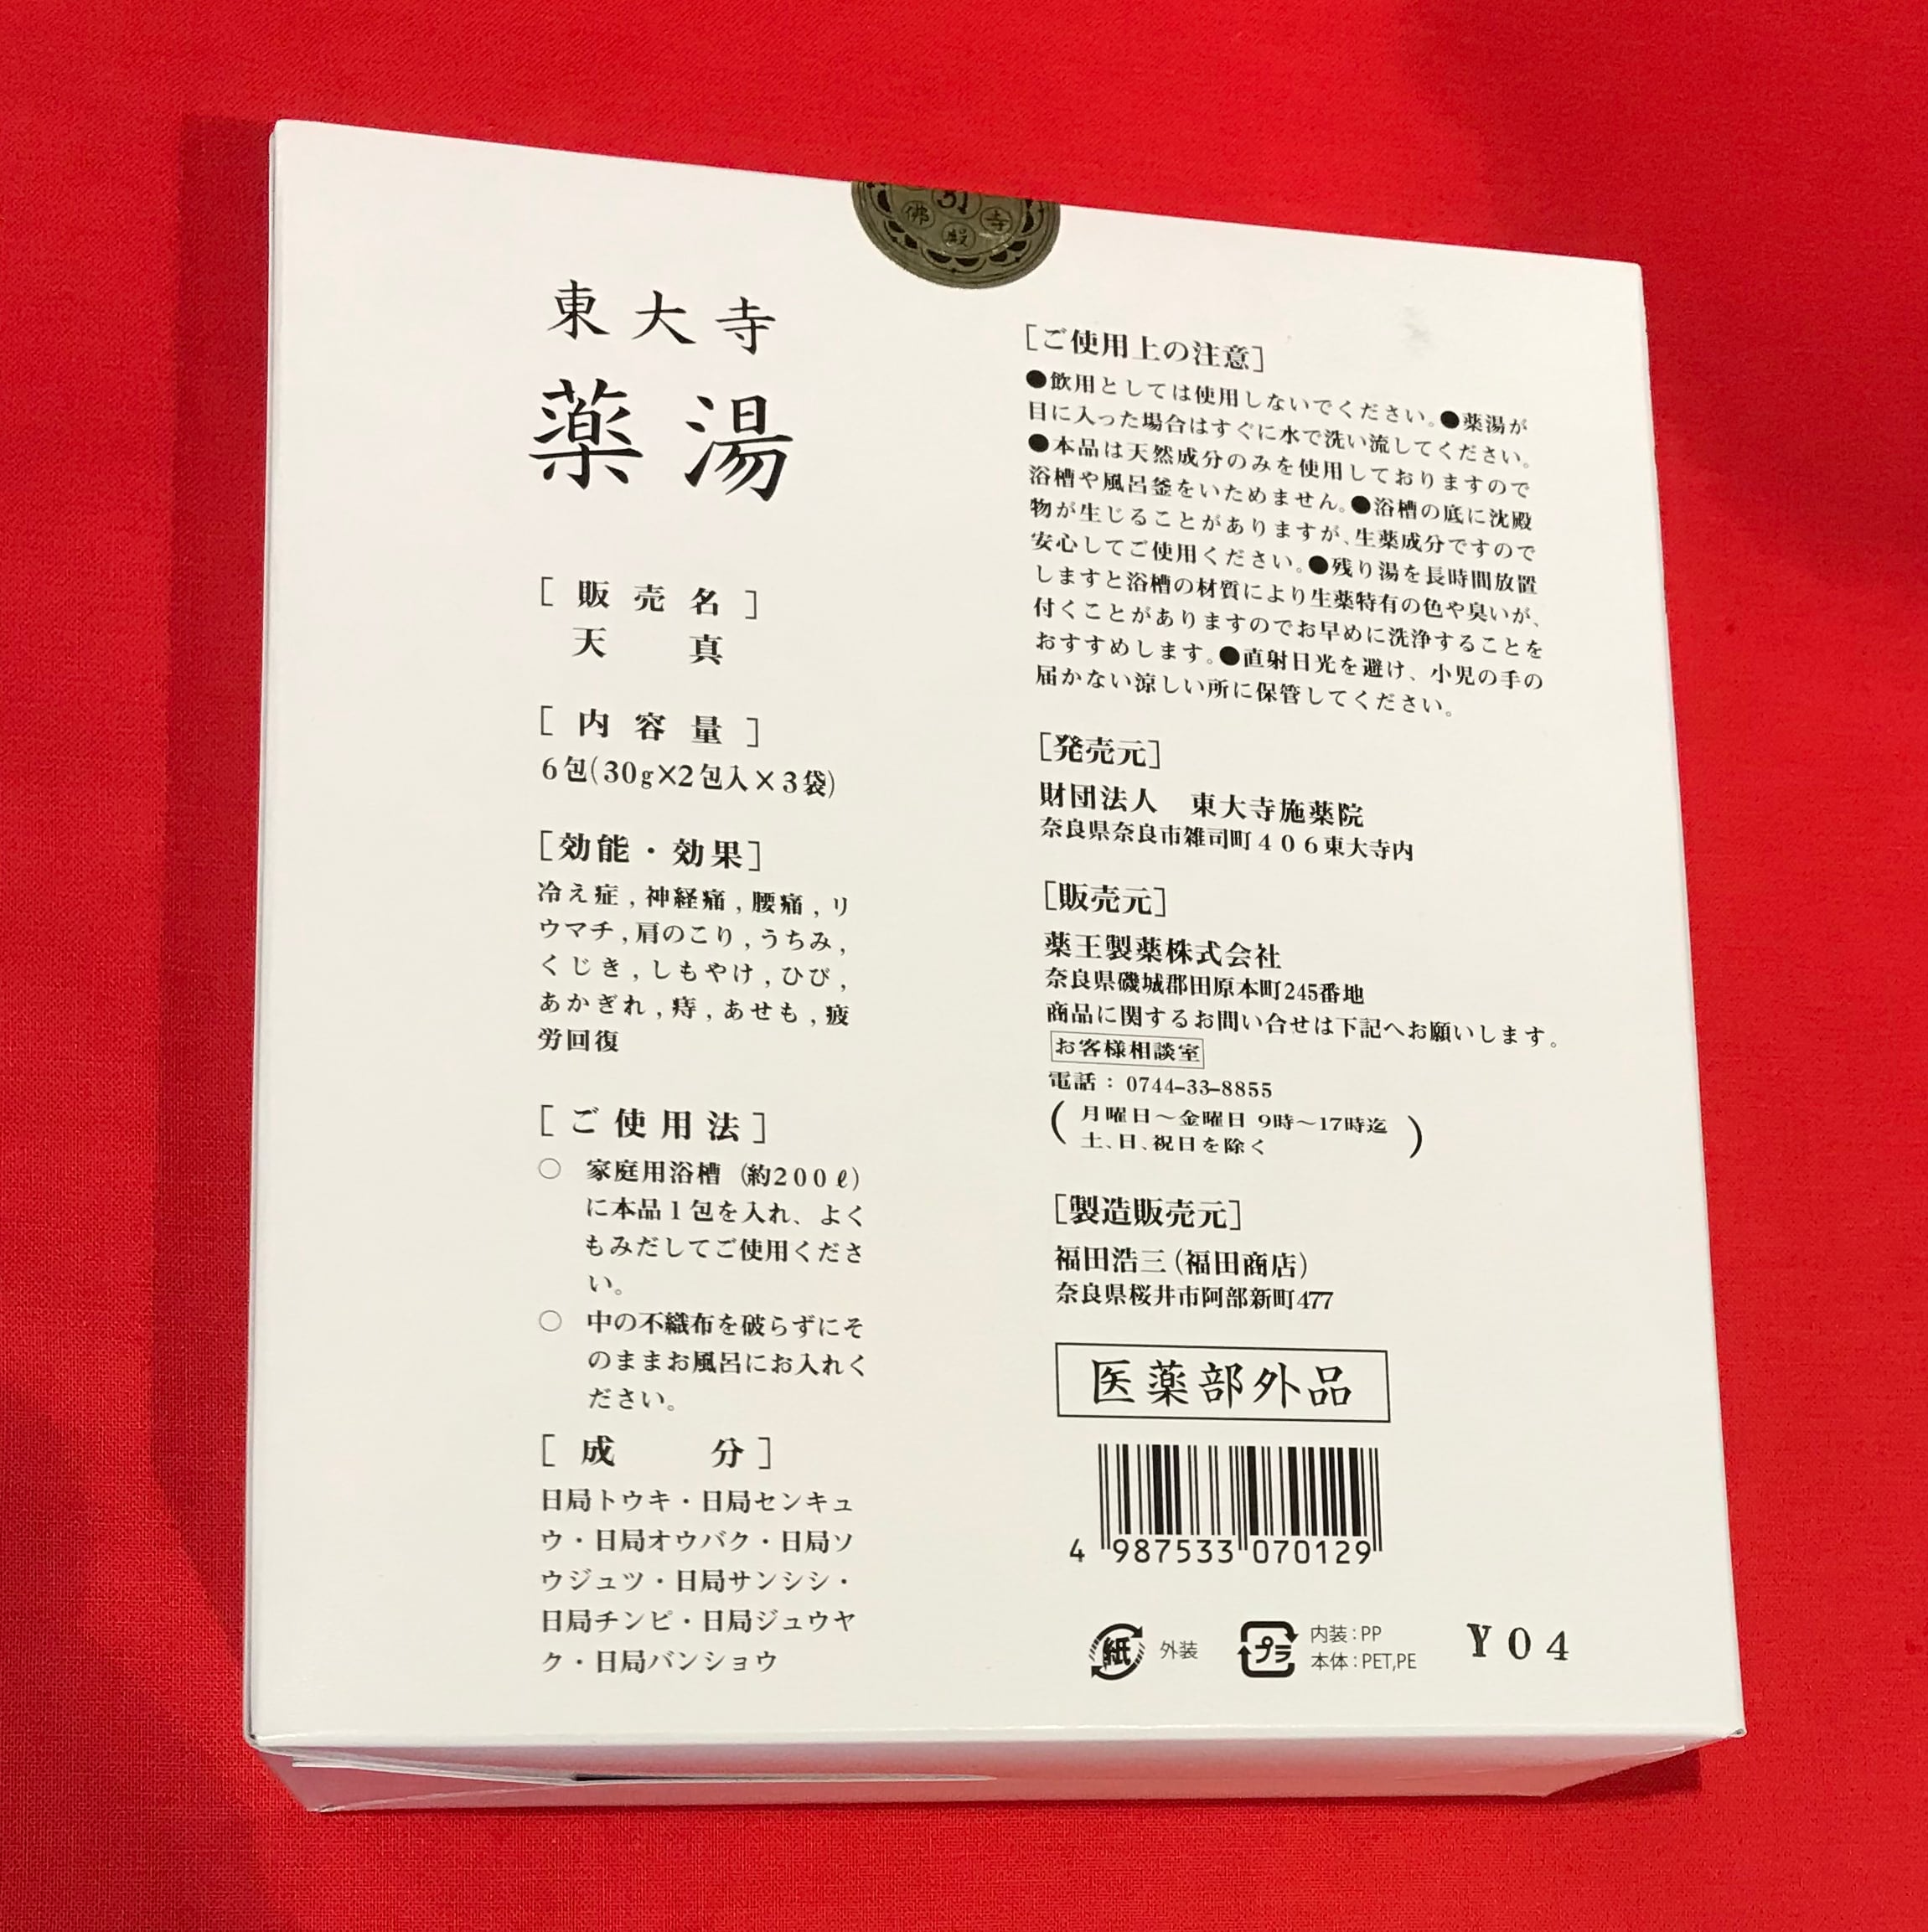 佛
殿
寺
東大寺
薬湯
[販売名]
天 真
[内容量]
6包(30g×2包入×3袋)
[効能・効果]
冷え症,神経痛,腰痛,リ
ウマチ,肩のこり,うちみ,
くじき,しもやけ,ひび,
あかぎれ,痔,あせも,疲
労回復
[ご使用法]
○ 家庭用浴槽 (約200ℓ)
に本品1包を入れ、よく
もみだしてご使用くださ
い。
○ 中の不織布を破らずにそ
のままお風呂にお入れく
ださい。
[成 分]
日局トウキ・日局センキュ
ウ・日局オウバク・日局ソ
ウジュツ・日局サンシシ・
日局チンピ・日局ジュウヤ
ク・日局バンショウ
[ご使用上の注意]
●飲用としては使用しないでください。●薬湯が
目に入った場合はすぐに水で洗い流してください。
●本品は天然成分のみを使用しておりますので
浴槽や風呂釜をいためません。●浴槽の底に沈殿
物が生じることがありますが、生薬成分ですので
安心してご使用ください。●残り湯を長時間放置
しますと浴槽の材質により生薬特有の色や臭いが、
付くことがありますのでお早めに洗浄することを
おすすめします。●直射日光を避け、小児の手の
届かない涼しい所に保管してください。
[発売元]
財団法人 東大寺施薬院
奈良県奈良市雑司町406東大寺内
[販売元]
薬王製薬株式会社
奈良県磯城郡田原本町245番地
商品に関するお問い合せは下記へお願いします。
お客様相談室
電話：0744-33-8855
(月曜日～金曜日 9時～17時迄
土、日、祝日を除く)
[製造販売元]
福田浩三(福田商店)
奈良県桜井市阿部新町477
医薬部外品
4 987533 070129
紙 外装
プラ 内装：PP
本体：PET,PE
Y04